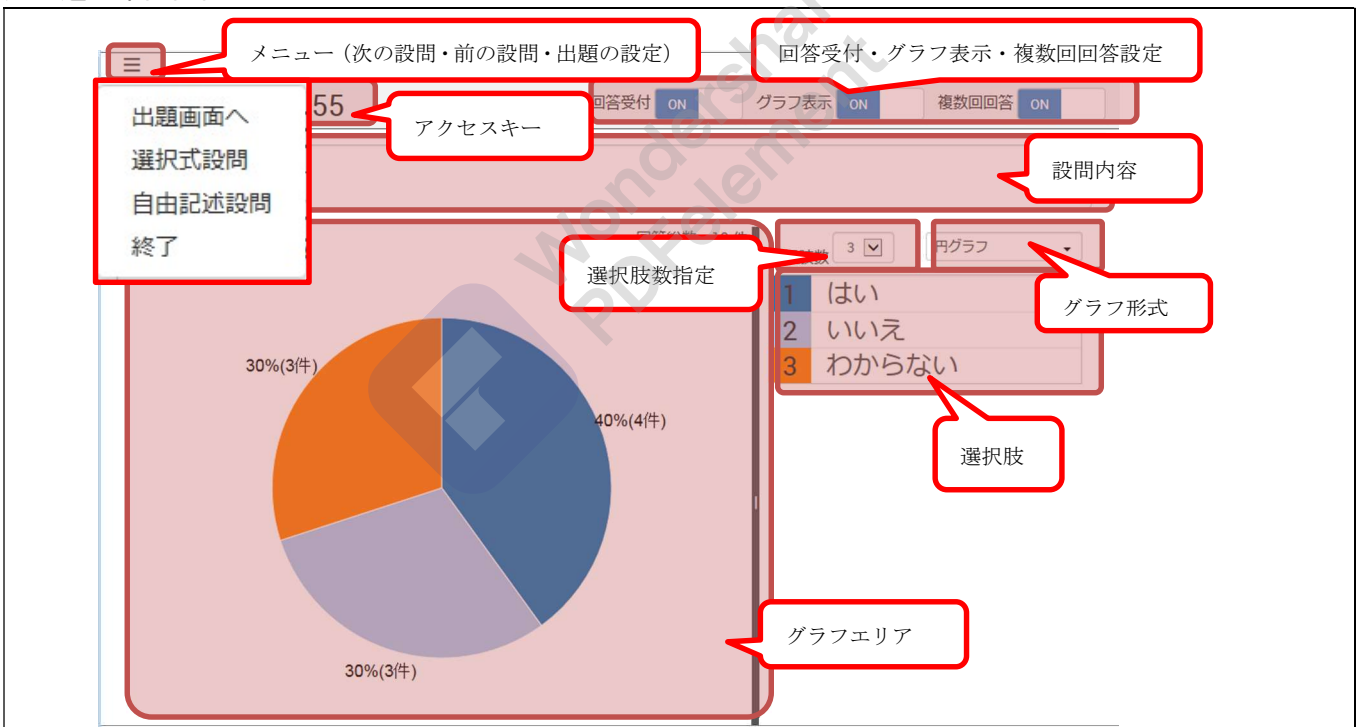 メニュー（次の設問・前の設問・出題の設定）
回答受付・グラフ表示・複数回回答設定
☰
出題画面へ
選択式設問
自由記述設問
終了
55
アクセスキー
回答受付 ON
グラフ表示 ON
複数回回答 ON
設問内容
選択肢数指定
3
円グラフ
グラフ形式
1 はい
2 いいえ
3 わからない
選択肢
30%(3件)
40%(4件)
30%(3件)
グラフエリア
Wondershare
PDFelement